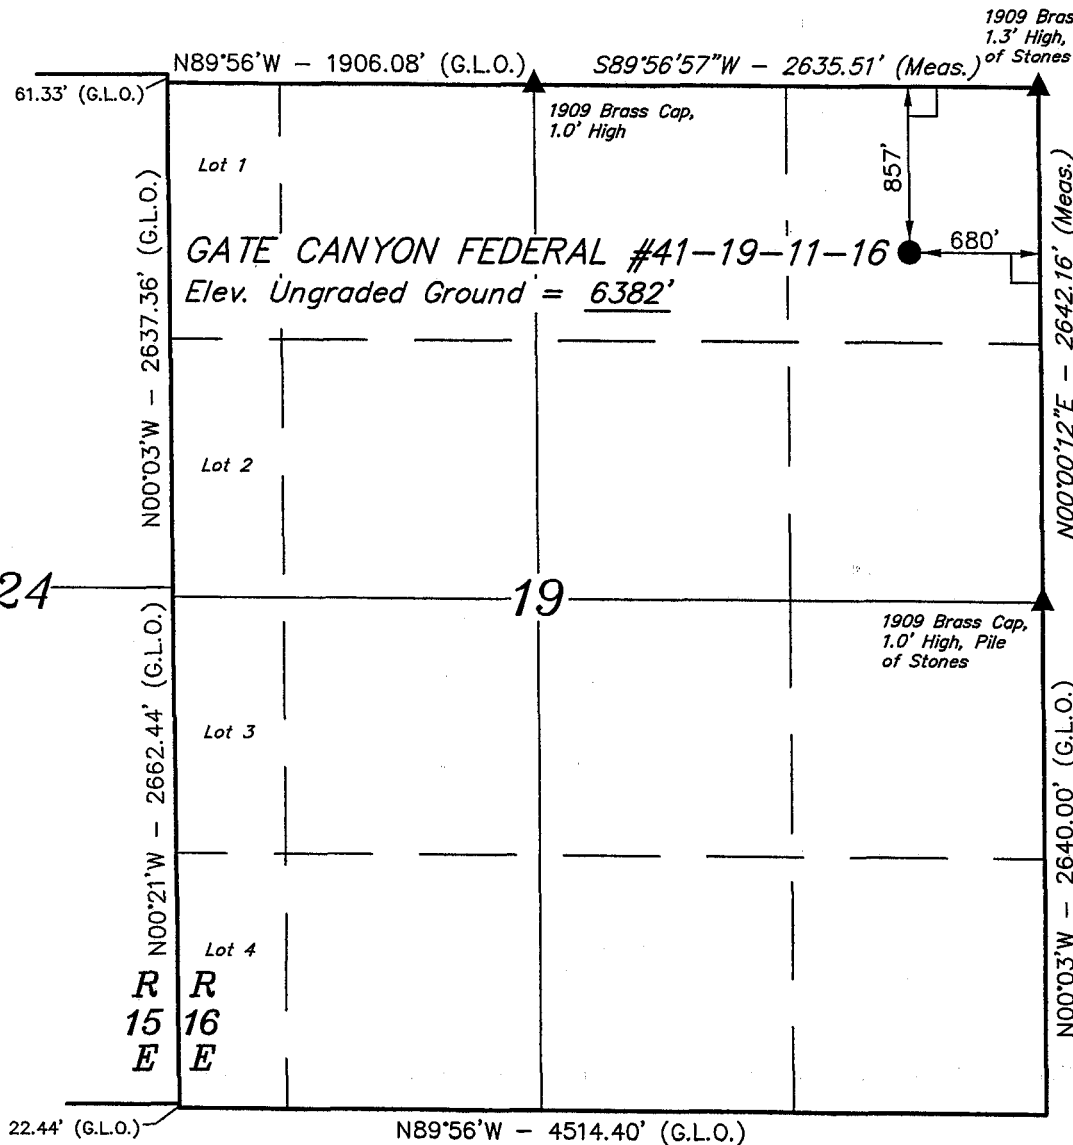 1909 Bras
1.3' High,
of Stones
N89°56'W – 1906.08' (G.L.O.)
S89°56'57"W – 2635.51' (Meas.)
61.33' (G.L.O.)
1909 Brass Cap,
1.0' High
Lot 1
857'
N00°03'W – 2637.36' (G.L.O.)
GATE CANYON FEDERAL #41-19-11-16
680'
Elev. Ungraded Ground = 6382'
N00°00'12"E – 2642.16' (Meas.)
Lot 2
24
19
1909 Brass Cap,
1.0' High, Pile
of Stones
N00°21'W – 2662.44' (G.L.O.)
Lot 3
N00°03'W – 2640.00' (G.L.O.)
Lot 4
R R
15 16
E E
22.44' (G.L.O.)
N89°56'W – 4514.40' (G.L.O.)